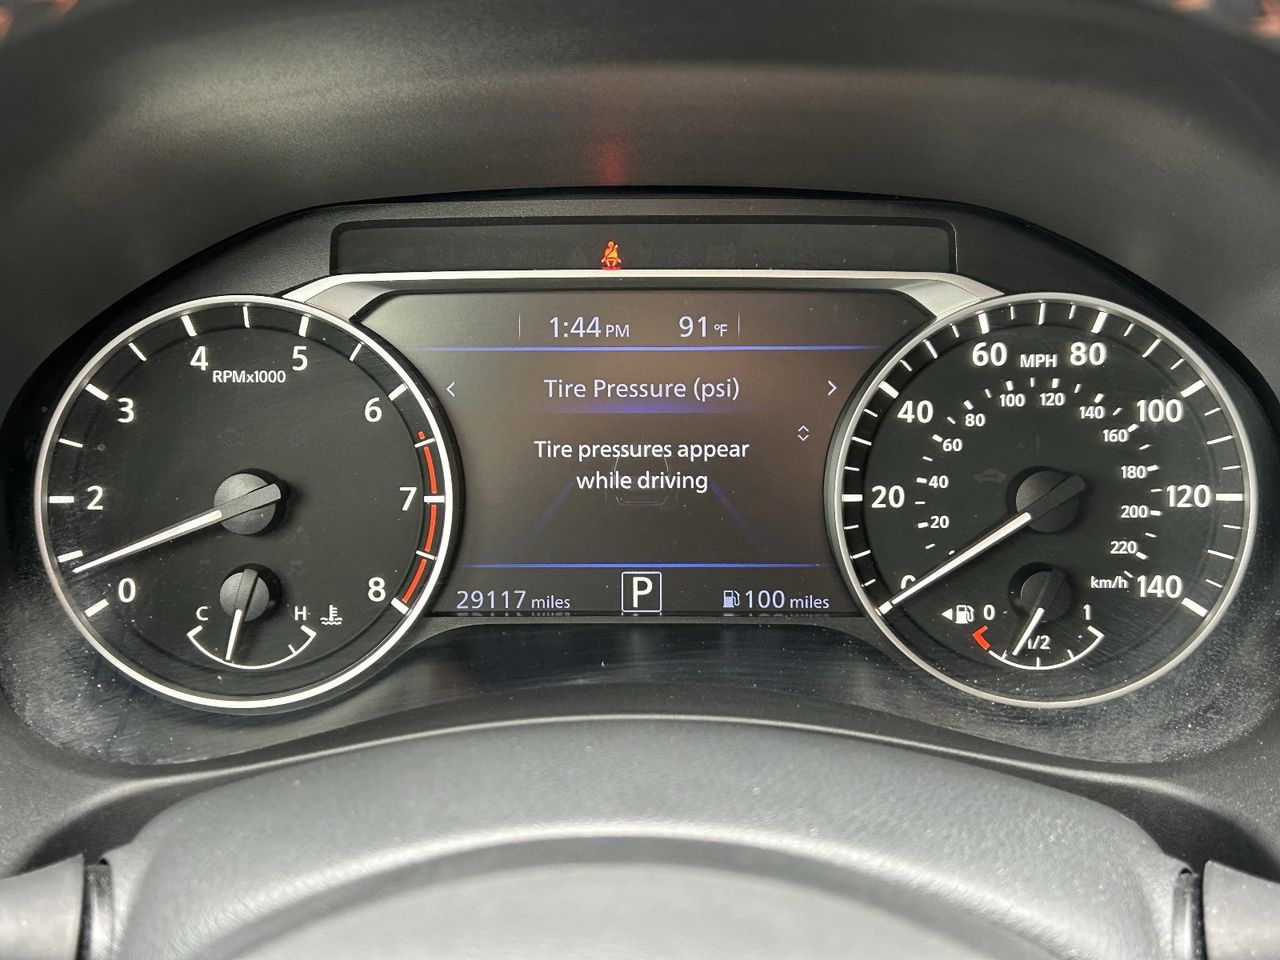 1:44 PM 91 °F
< Tire Pressure (psi) >
Tire pressures appear
while driving
29117 miles P 100 miles
0
2
3
4
5
6
7
8
RPMx1000
C H
0
20
40
60
80
100
120
140
MPH
20
40
60
80
100
120
140
160
180
200
220
km/h
0 1/2 1